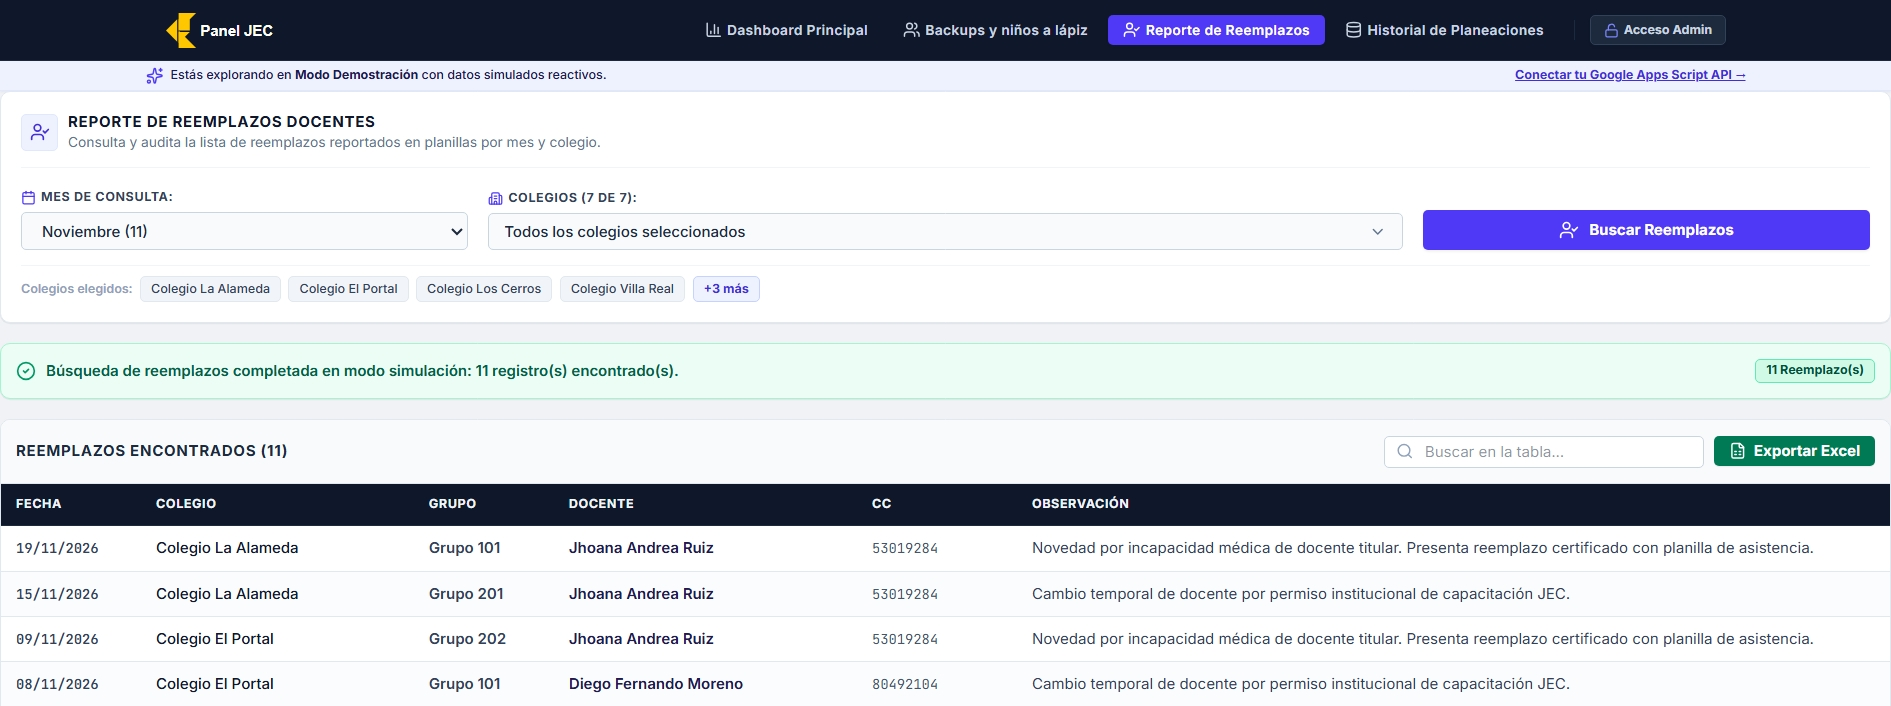 Panel JEC
Dashboard Principal
Backups y niños a lápiz
Reporte de Reemplazos
Historial de Planeaciones
Acceso Admin
Estás explorando en Modo Demostración con datos simulados reactivos.
Conectar tu Google Apps Script API →
REPORTE DE REEMPLAZOS DOCENTES
Consulta y audita la lista de reemplazos reportados en planillas por mes y colegio.
MES DE CONSULTA:
Noviembre (11)
COLEGIOS (7 DE 7):
Todos los colegios seleccionados
Buscar Reemplazos
Colegios elegidos: Colegio La Alameda Colegio El Portal Colegio Los Cerros Colegio Villa Real +3 más
Búsqueda de reemplazos completada en modo simulación: 11 registro(s) encontrado(s).
11 Reemplazo(s)
REEMPLAZOS ENCONTRADOS (11)
Buscar en la tabla...
Exportar Excel
FECHA COLEGIO GRUPO DOCENTE CC OBSERVACIÓN
19/11/2026 Colegio La Alameda Grupo 101 Jhoana Andrea Ruiz 53019284 Novedad por incapacidad médica de docente titular. Presenta reemplazo certificado con planilla de asistencia.
15/11/2026 Colegio La Alameda Grupo 201 Jhoana Andrea Ruiz 53019284 Cambio temporal de docente por permiso institucional de capacitación JEC.
09/11/2026 Colegio El Portal Grupo 202 Jhoana Andrea Ruiz 53019284 Novedad por incapacidad médica de docente titular. Presenta reemplazo certificado con planilla de asistencia.
08/11/2026 Colegio El Portal Grupo 101 Diego Fernando Moreno 80492104 Cambio temporal de docente por permiso institucional de capacitación JEC.